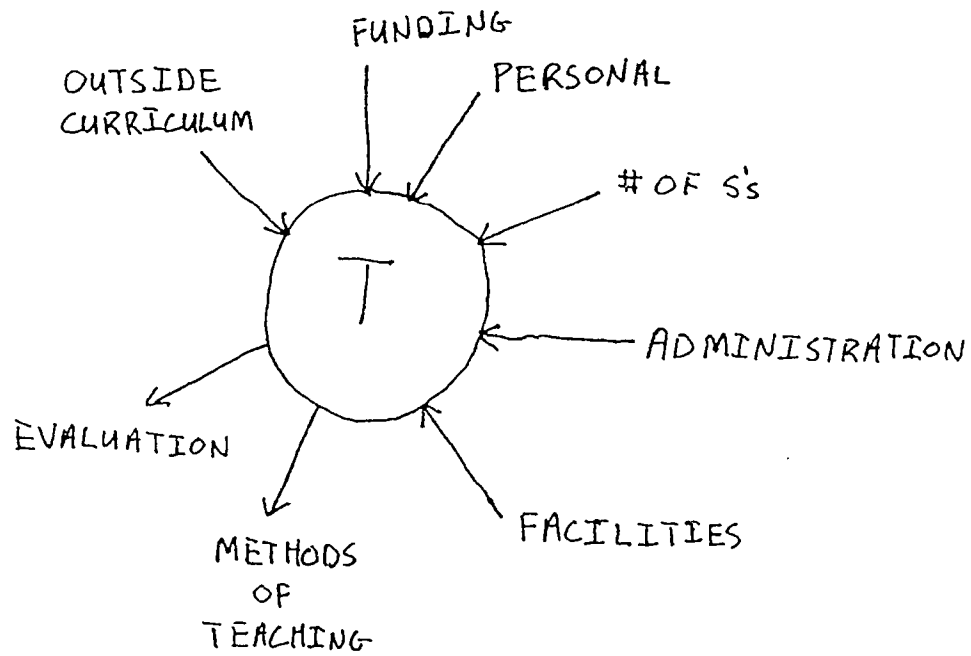 FUNDING
PERSONAL
OUTSIDE
CURRICULUM
# OF S's
T
ADMINISTRATION
EVALUATION
FACILITIES
METHODS
OF
TEACHING